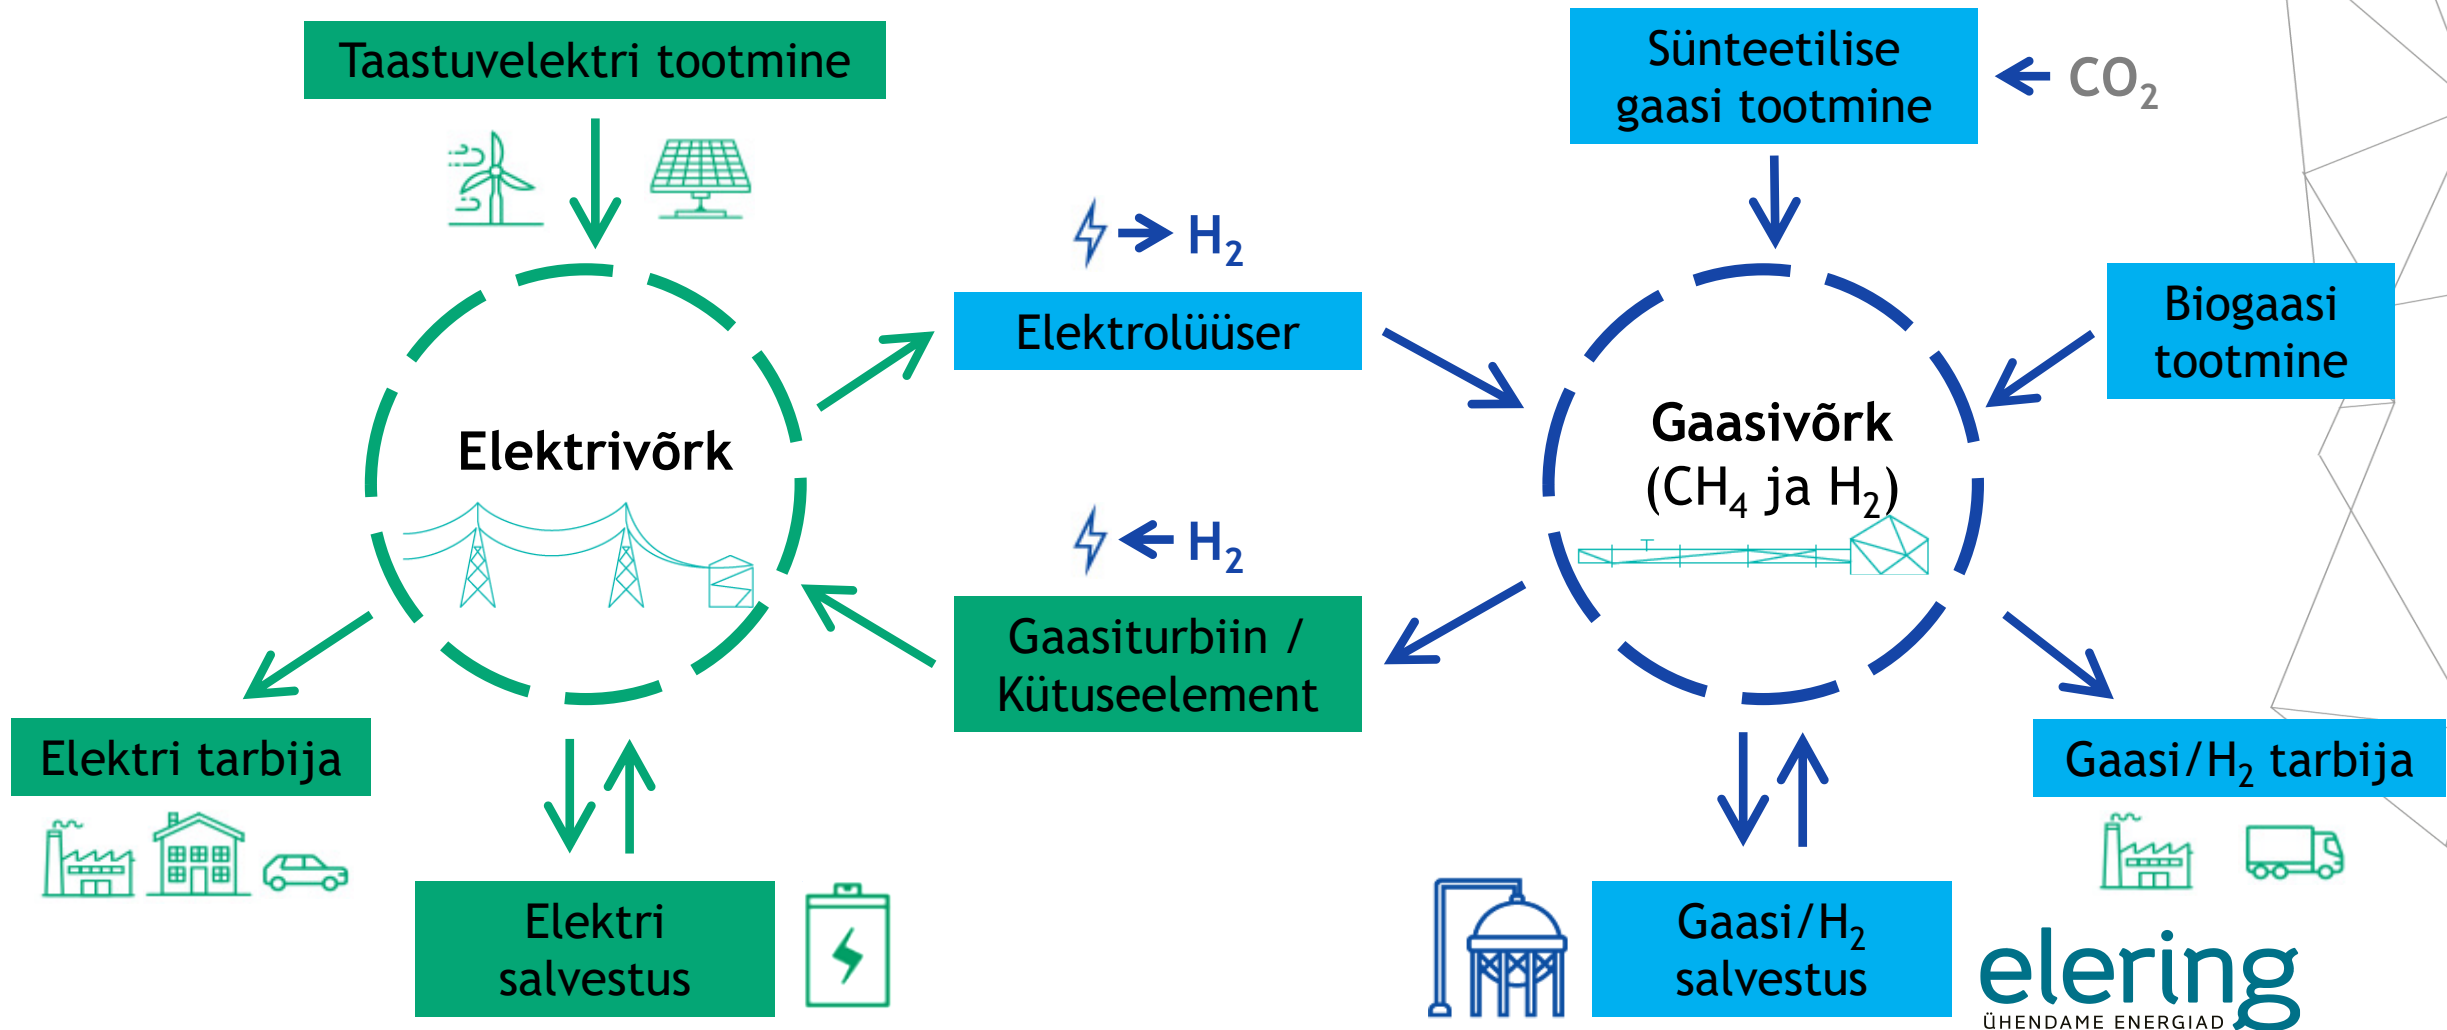 Taastuvelektri tootmine
Sünteetilise
gaasi tootmine
CO₂
H₂
Elektrolüüser
Biogaasi
tootmine
Elektrivõrk
Gaasivõrk
(CH₄ ja H₂)
H₂
Gaasiturbiin /
Kütuseelement
Elektri tarbija
Gaasi/H₂ tarbija
Elektri
salvestus
Gaasi/H₂
salvestus
elering
ÜHENDAME ENERGIAD